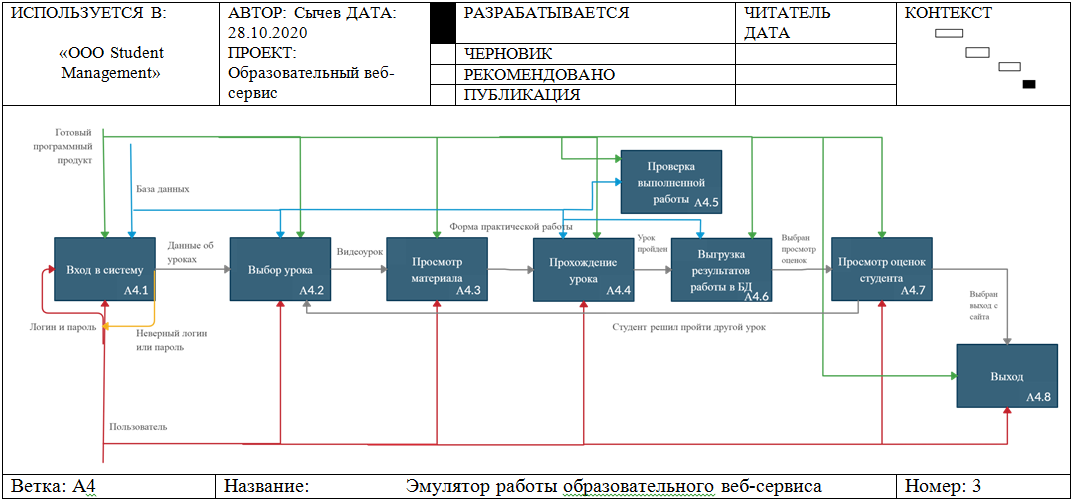 ИСПОЛЬЗУЕТСЯ В:
«ООО Student
Management»
АВТОР: Сычев ДАТА:
28.10.2020
ПРОЕКТ:
Образовательный веб-
сервис
РАЗРАБАТЫВАЕТСЯ
ЧЕРНОВИК
РЕКОМЕНДОВАНО
ПУБЛИКАЦИЯ
ЧИТАТЕЛЬ
ДАТА
КОНТЕКСТ
Готовый
программный
продукт
База данных
Проверка
выполненной
работы
A4.5
Форма практической работы
Вход в систему
A4.1
Данные об
уроках
Выбор урока
A4.2
Видеоурок
Просмотр
материала
A4.3
Прохождение
урока
A4.4
Урок
пройден
Выгрузка
результатов
работы в БД
A4.6
Выбран
просмотр
оценок
Просмотр оценок
студента
A4.7
Логин и пароль
Неверный логин
или пароль
Студент решил пройти другой урок
Выбран
выход с
сайта
Выход
A4.8
Пользователь
Ветка: А4
Название:
Эмулятор работы образовательного веб-сервиса
Номер: 3